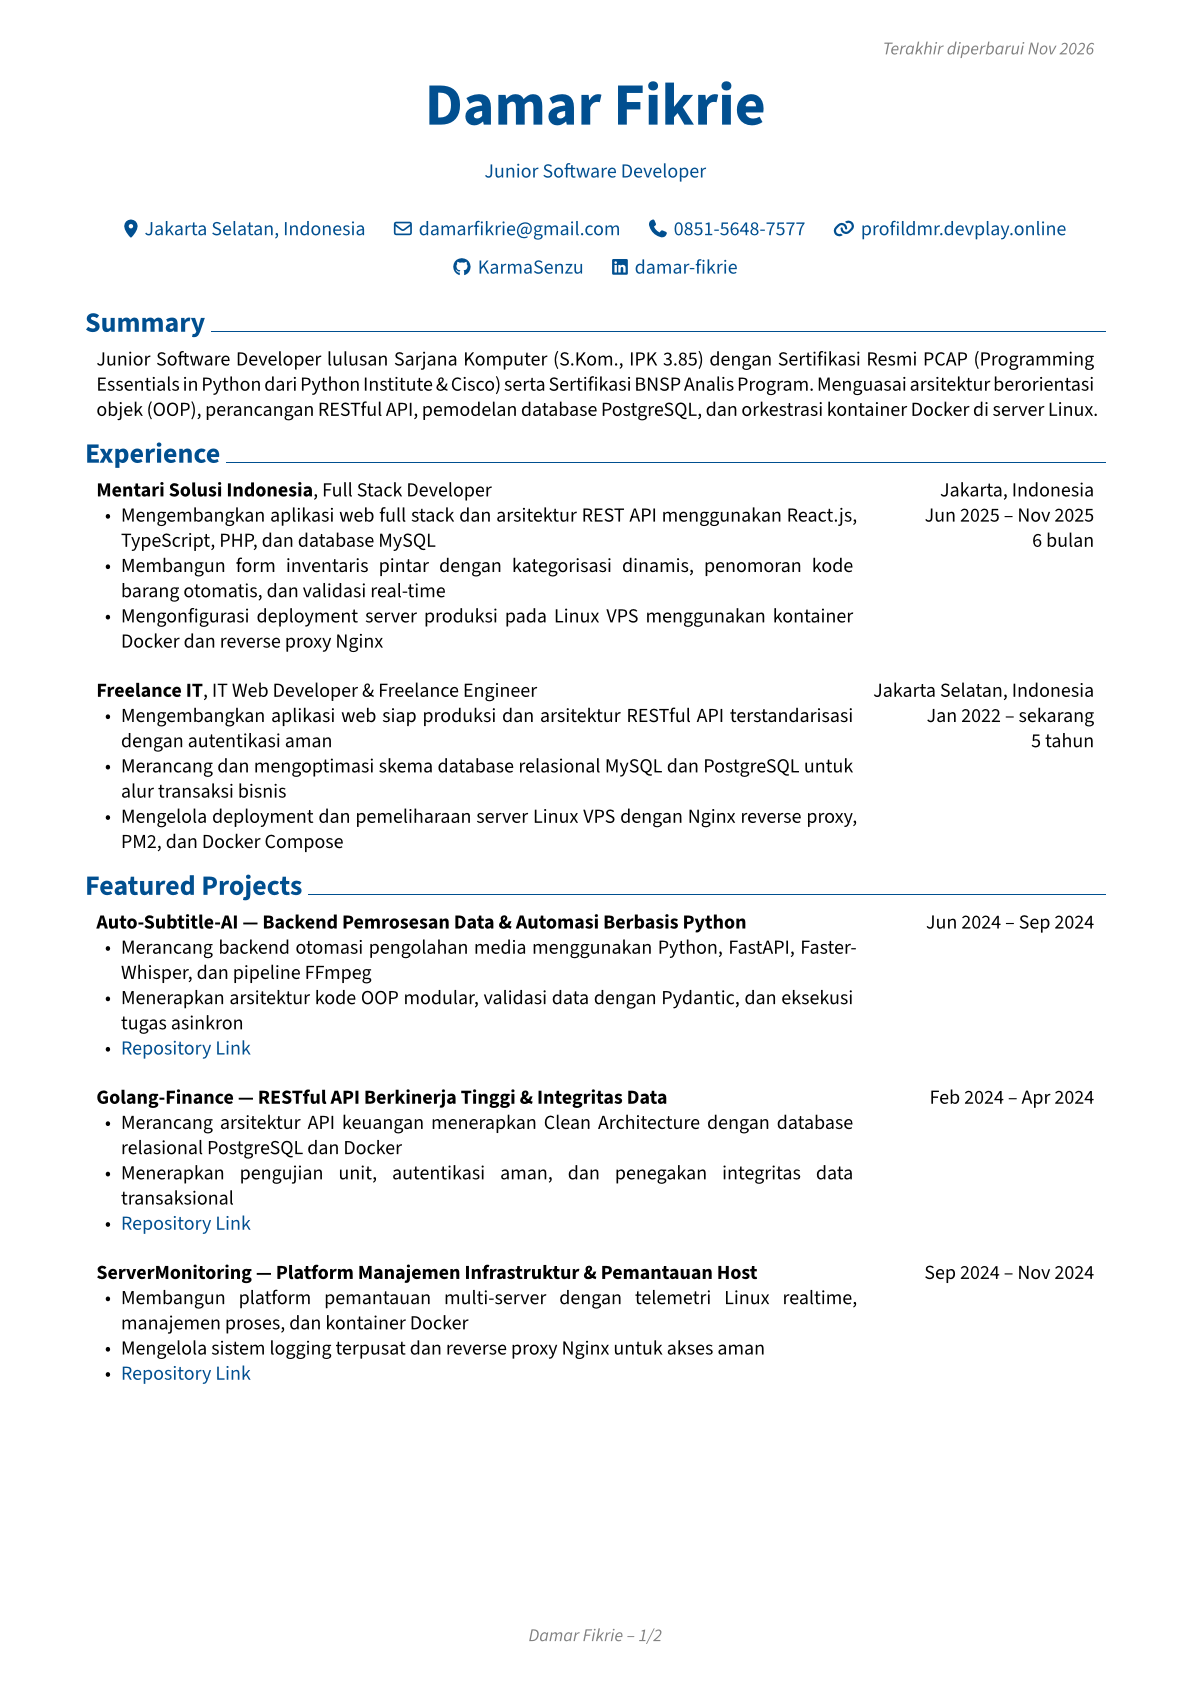 Terakhir diperbarui Nov 2026
Damar Fikrie
Junior Software Developer
Jakarta Selatan, Indonesia damarfikrie@gmail.com 0851-5648-7577 profildmr.devplay.online
KarmaSenzu damar-fikrie
Summary
Junior Software Developer lulusan Sarjana Komputer (S.Kom., IPK 3.85) dengan Sertifikasi Resmi PCAP (Programming
Essentials in Python dari Python Institute & Cisco) serta Sertifikasi BNSP Analis Program. Menguasai arsitektur berorientasi
objek (OOP), perancangan RESTful API, pemodelan database PostgreSQL, dan orkestrasi kontainer Docker di server Linux.
Experience
Mentari Solusi Indonesia, Full Stack Developer Jakarta, Indonesia
• Mengembangkan aplikasi web full stack dan arsitektur REST API menggunakan React.js, Jun 2025 – Nov 2025
TypeScript, PHP, dan database MySQL 6 bulan
• Membangun form inventaris pintar dengan kategorisasi dinamis, penomoran kode
barang otomatis, dan validasi real-time
• Mengonfigurasi deployment server produksi pada Linux VPS menggunakan kontainer
Docker dan reverse proxy Nginx
Freelance IT, IT Web Developer & Freelance Engineer Jakarta Selatan, Indonesia
• Mengembangkan aplikasi web siap produksi dan arsitektur RESTful API terstandarisasi Jan 2022 – sekarang
dengan autentikasi aman 5 tahun
• Merancang dan mengoptimasi skema database relasional MySQL dan PostgreSQL untuk
alur transaksi bisnis
• Mengelola deployment dan pemeliharaan server Linux VPS dengan Nginx reverse proxy,
PM2, dan Docker Compose
Featured Projects
Auto-Subtitle-AI — Backend Pemrosesan Data & Automasi Berbasis Python Jun 2024 – Sep 2024
• Merancang backend otomasi pengolahan media menggunakan Python, FastAPI, Faster-
Whisper, dan pipeline FFmpeg
• Menerapkan arsitektur kode OOP modular, validasi data dengan Pydantic, dan eksekusi
tugas asinkron
• Repository Link
Golang-Finance — RESTful API Berkinerja Tinggi & Integritas Data Feb 2024 – Apr 2024
• Merancang arsitektur API keuangan menerapkan Clean Architecture dengan database
relasional PostgreSQL dan Docker
• Menerapkan pengujian unit, autentikasi aman, dan penegakan integritas data
transaksional
• Repository Link
ServerMonitoring — Platform Manajemen Infrastruktur & Pemantauan Host Sep 2024 – Nov 2024
• Membangun platform pemantauan multi-server dengan telemetri Linux realtime,
manajemen proses, dan kontainer Docker
• Mengelola sistem logging terpusat dan reverse proxy Nginx untuk akses aman
• Repository Link
Damar Fikrie – 1/2